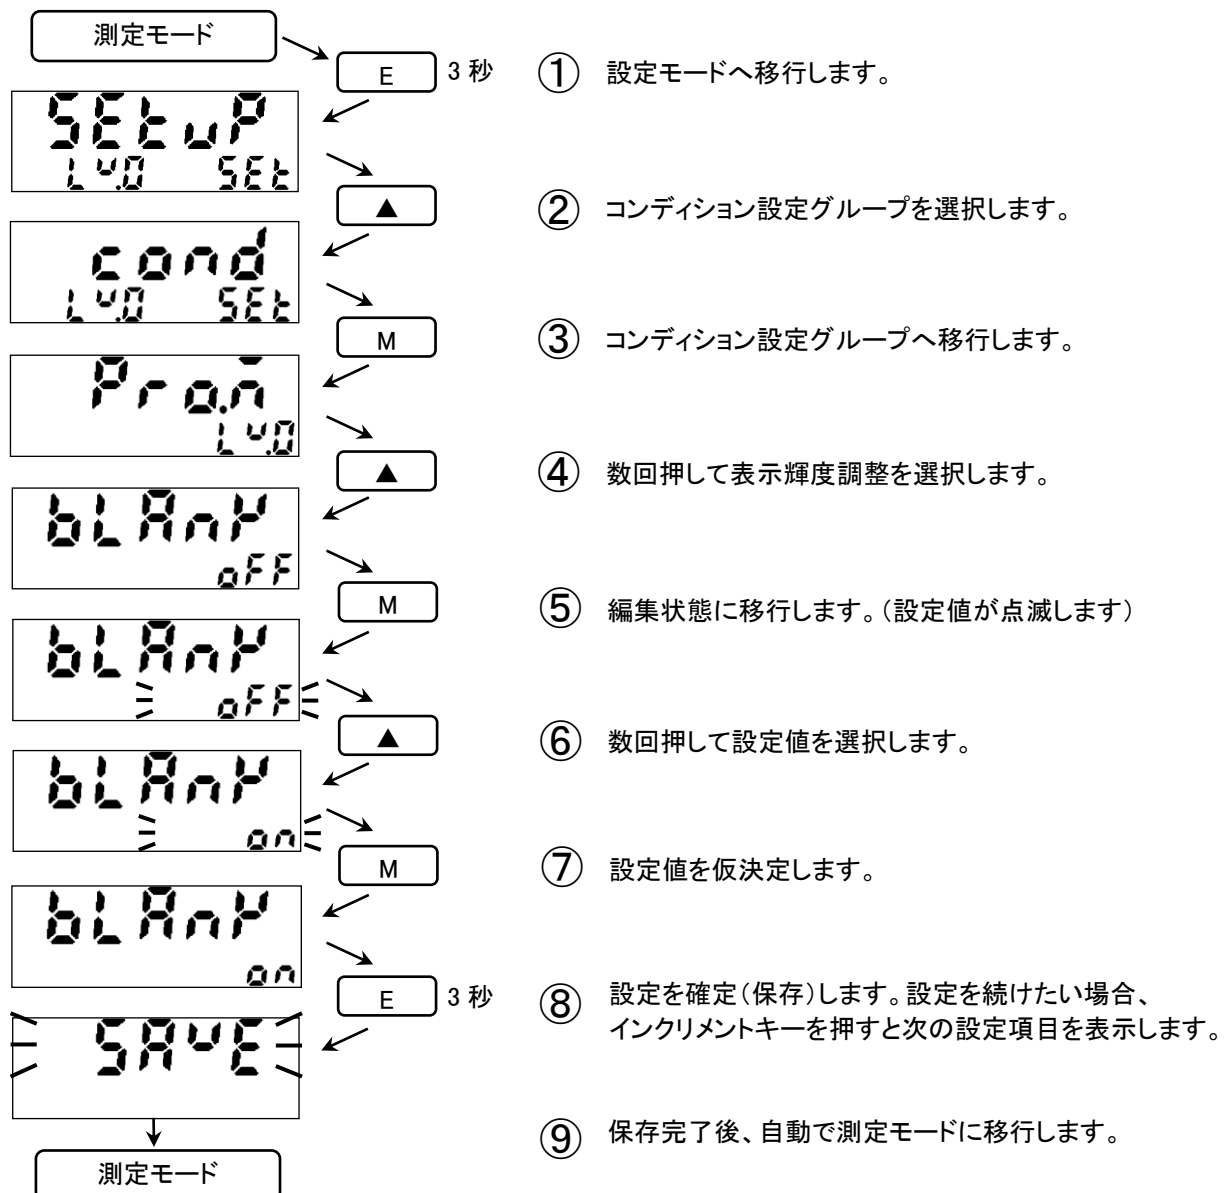 測定モード
E 3 秒 ① 設定モードへ移行します。
SEtuP
Lv.0 SEt
▲ ② コンディション設定グループを選択します。
cond
Lv.0 SEt
M ③ コンディション設定グループへ移行します。
Pro.m
Lv.0
▲ ④ 数回押して表示輝度調整を選択します。
bLAnK
oFF
M ⑤ 編集状態に移行します。(設定値が点滅します)
bLAnK
oFF
▲ ⑥ 数回押して設定値を選択します。
bLAnK
on
M ⑦ 設定値を仮決定します。
bLAnK
on
E 3 秒 ⑧ 設定を確定(保存)します。設定を続けたい場合、
インクリメントキーを押すと次の設定項目を表示します。
SAvE
⑨ 保存完了後、自動で測定モードに移行します。
測定モード